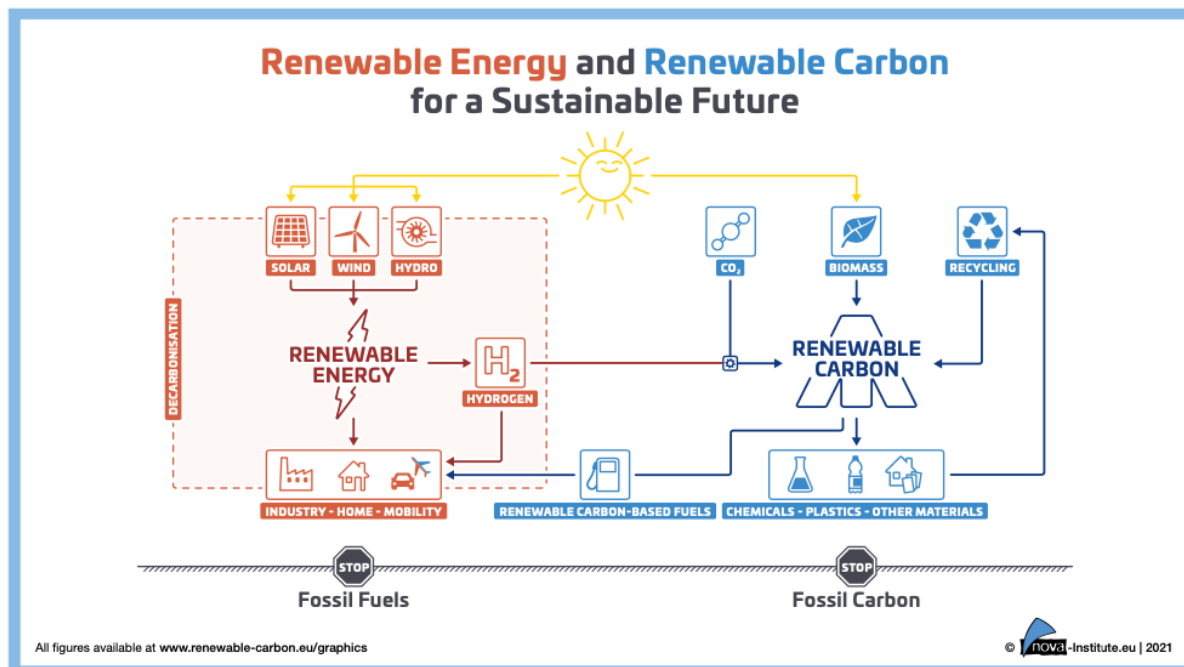 Renewable Energy and Renewable Carbon
for a Sustainable Future
SOLAR
WIND
HYDRO
CO₂
BIOMASS
RECYCLING
DECARBONISATION
RENEWABLE
ENERGY
H₂
HYDROGEN
RENEWABLE
CARBON
INDUSTRY - HOME - MOBILITY
RENEWABLE CARBON-BASED FUELS
CHEMICALS - PLASTICS - OTHER MATERIALS
STOP
Fossil Fuels
STOP
Fossil Carbon
All figures available at www.renewable-carbon.eu/graphics
© nova-Institute.eu | 2021